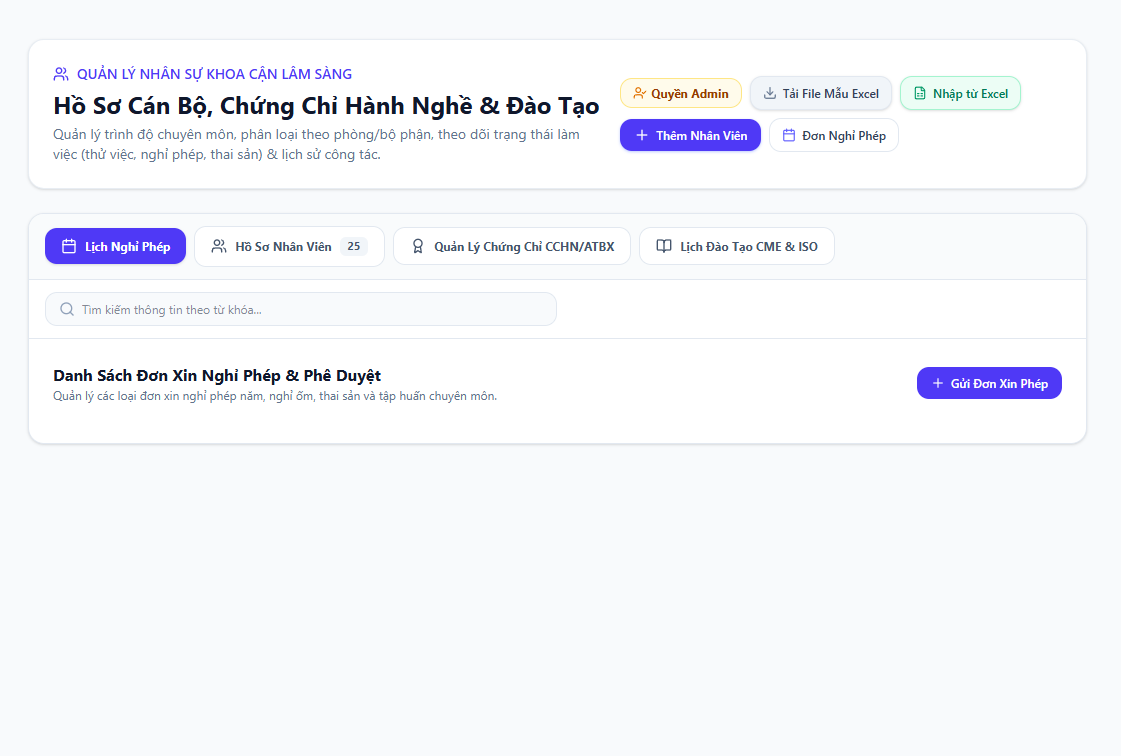 QUẢN LÝ NHÂN SỰ KHOA CẬN LÂM SÀNG
Hồ Sơ Cán Bộ, Chứng Chỉ Hành Nghề & Đào Tạo
Quản lý trình độ chuyên môn, phân loại theo phòng/bộ phận, theo dõi trạng thái làm
việc (thử việc, nghỉ phép, thai sản) & lịch sử công tác.
Quyền Admin
Tải File Mẫu Excel
Nhập từ Excel
Thêm Nhân Viên
Đơn Nghỉ Phép
Lịch Nghỉ Phép
Hồ Sơ Nhân Viên 25
Quản Lý Chứng Chỉ CCHN/ATBX
Lịch Đào Tạo CME & ISO
Tìm kiếm thông tin theo từ khóa...
Danh Sách Đơn Xin Nghỉ Phép & Phê Duyệt
Quản lý các loại đơn xin nghỉ phép năm, nghỉ ốm, thai sản và tập huấn chuyên môn.
Gửi Đơn Xin Phép